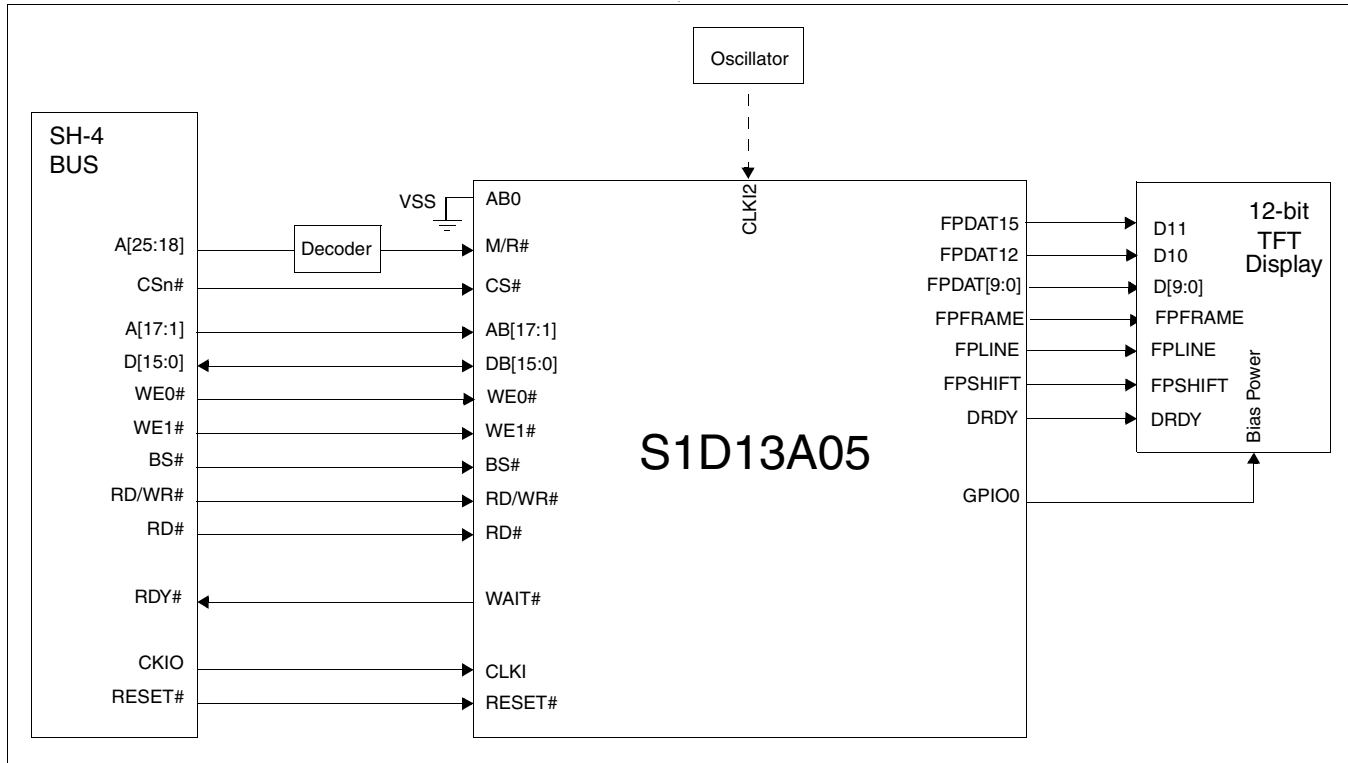 Oscillator
SH-4
BUS
VSS
AB0
CLKI2
A[25:18]
Decoder
M/R#
CSn#
CS#
A[17:1]
AB[17:1]
D[15:0]
DB[15:0]
WE0#
WE0#
WE1#
WE1#
BS#
BS#
RD/WR#
RD/WR#
RD#
RD#
RDY#
WAIT#
CKIO
CLKI
RESET#
RESET#
S1D13A05
FPDAT15
FPDAT12
FPDAT[9:0]
FPFRAME
FPLINE
FPSHIFT
DRDY
GPIO0
12-bit
TFT
Display
D11
D10
D[9:0]
FPFRAME
FPLINE
FPSHIFT
DRDY
Bias Power